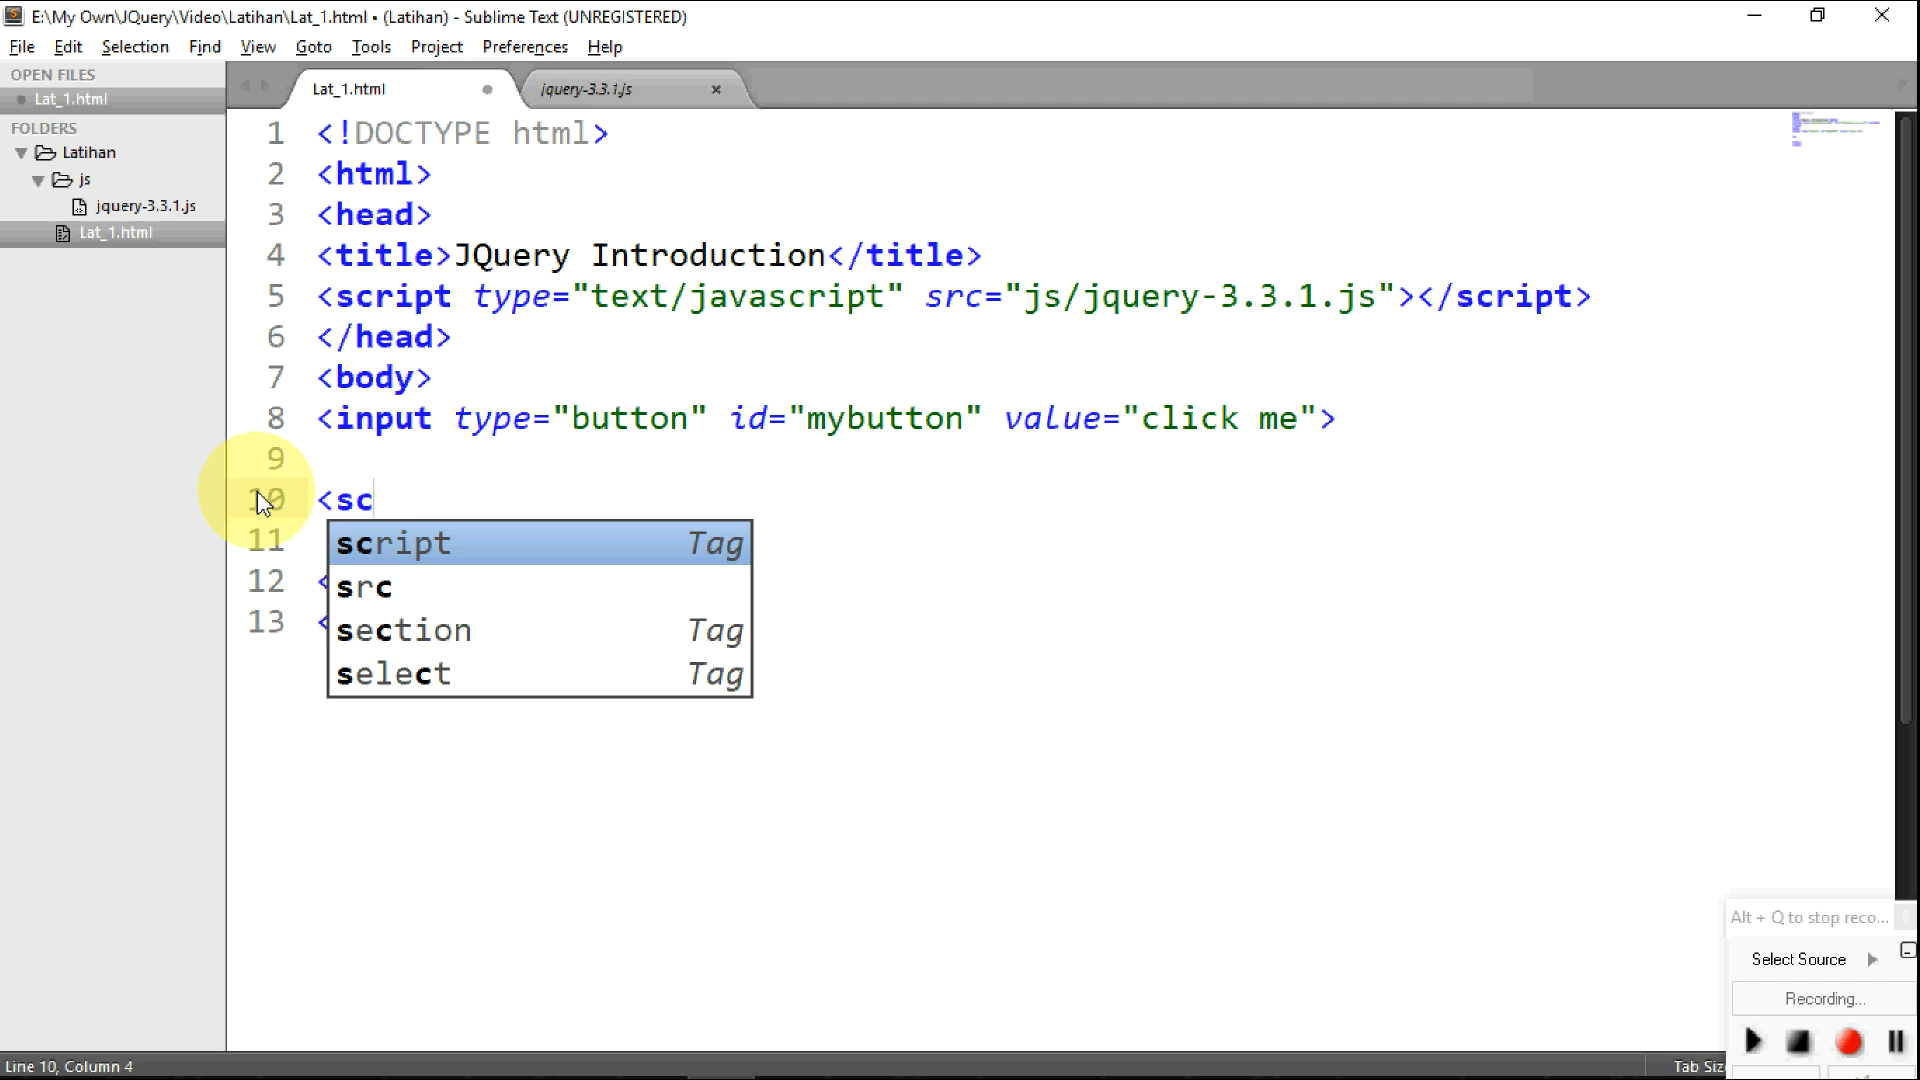 E:\My Own\JQuery\Video\Latihan\Lat_1.html • (Latihan) - Sublime Text (UNREGISTERED)
File Edit Selection Find View Goto Tools Project Preferences Help
OPEN FILES
Lat_1.html
FOLDERS
Latihan
js
jquery-3.3.1.js
Lat_1.html
Lat_1.html
jquery-3.3.1.js
1 <!DOCTYPE html>
2 <html>
3 <head>
4 <title>JQuery Introduction</title>
5 <script type="text/javascript" src="js/jquery-3.3.1.js"></script>
6 </head>
7 <body>
8 <input type="button" id="mybutton" value="click me">
9
10 <sc
11
12 <
13 <
script Tag
src
section Tag
select Tag
Alt + Q to stop reco...
Select Source
Recording...
Line 10, Column 4
Tab Siz